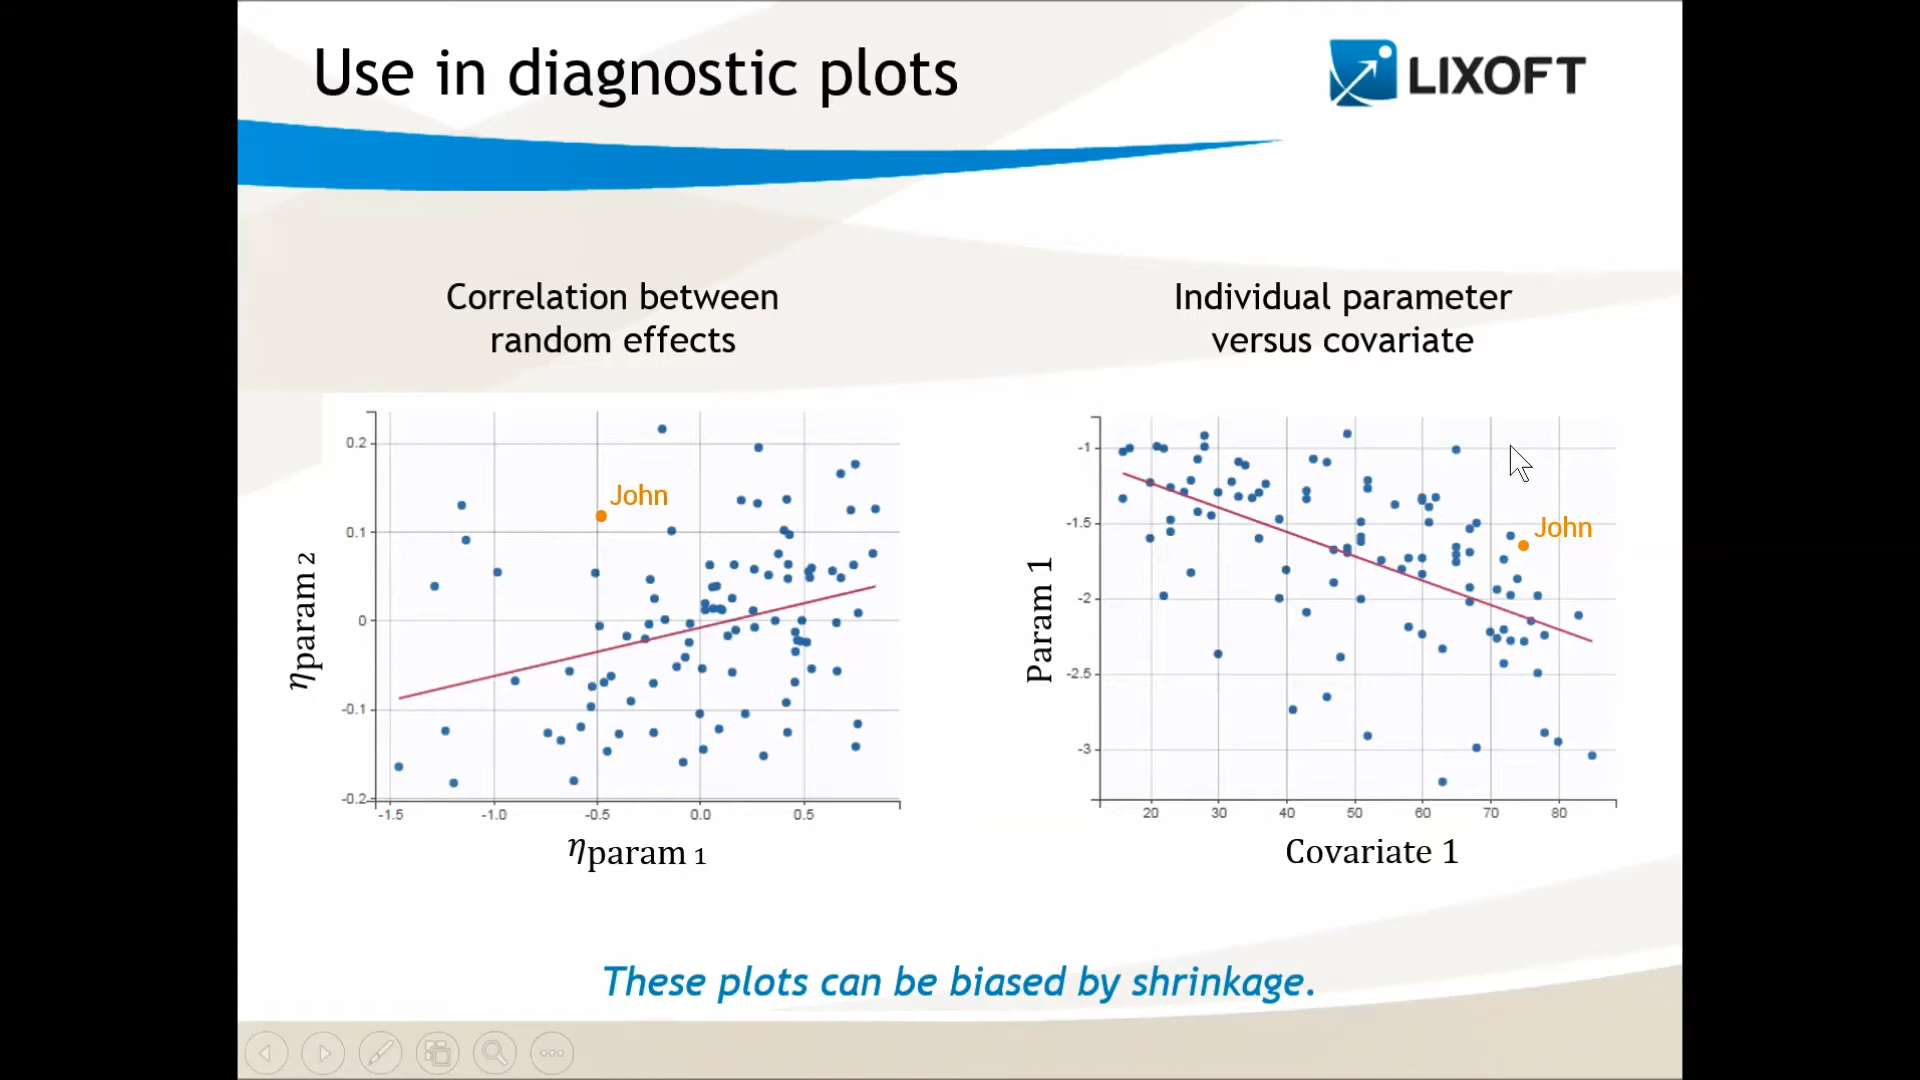 Use in diagnostic plots
LIXOFT
Correlation between
random effects
Individual parameter
versus covariate
0.2
0.1
0
-0.1
-0.2
-1.5 -1.0 -0.5 0.0 0.5
John
ηparam 2
ηparam 1
-1
-1.5
-2
-2.5
-3
20 30 40 50 60 70 80
John
Param 1
Covariate 1
These plots can be biased by shrinkage.